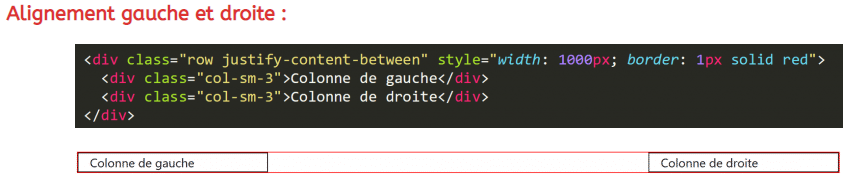 Alignement gauche et droite :
<div class="row justify-content-between" style="width: 1000px; border: 1px solid red">
  <div class="col-sm-3">Colonne de gauche</div>
  <div class="col-sm-3">Colonne de droite</div>
</div>
Colonne de gauche Colonne de droite